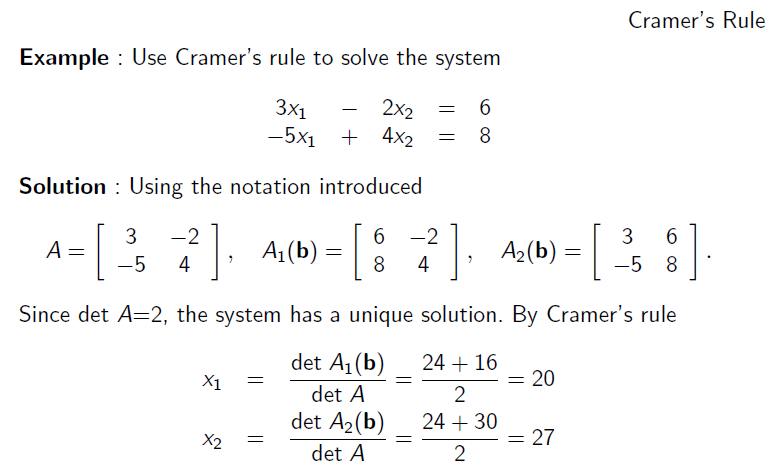 Cramer's Rule
Example : Use Cramer's rule to solve the system
3x₁ − 2x₂ = 6
−5x₁ + 4x₂ = 8
Solution : Using the notation introduced
A = [ 3 −2 ; −5 4 ], A₁(b) = [ 6 −2 ; 8 4 ], A₂(b) = [ 3 6 ; −5 8 ].
Since det A=2, the system has a unique solution. By Cramer's rule
x₁ = det A₁(b) / det A = 24 + 16 / 2 = 20
x₂ = det A₂(b) / det A = 24 + 30 / 2 = 27